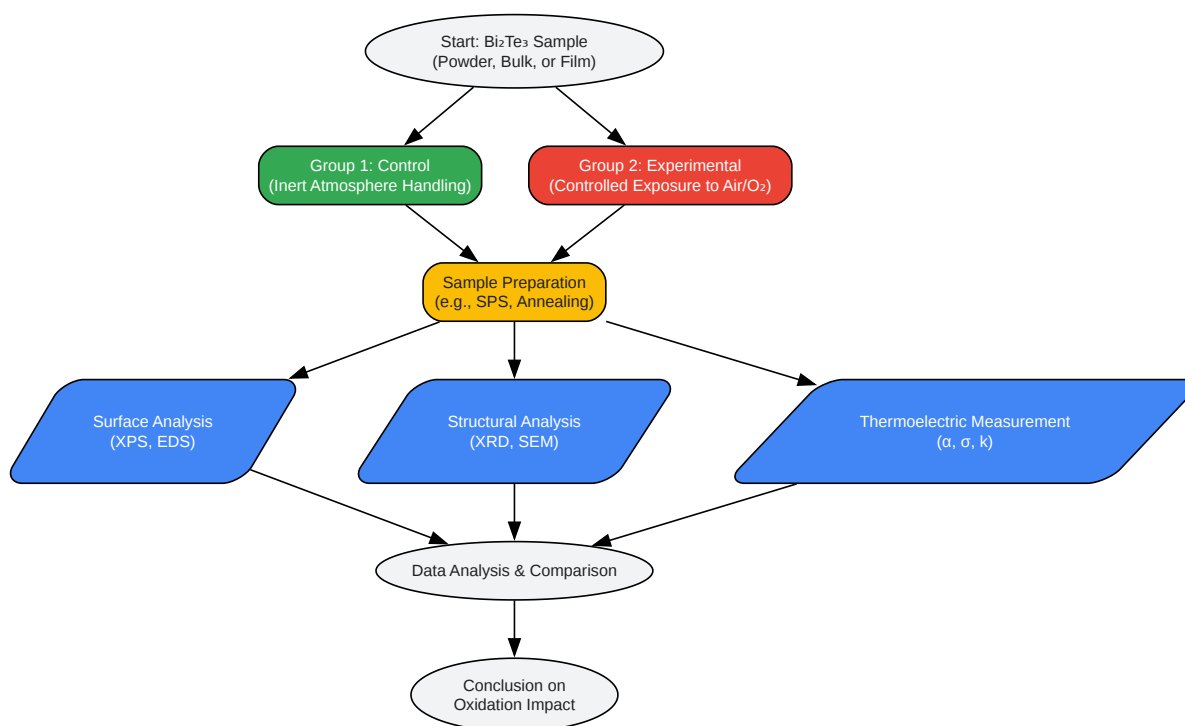 Start: Bi₂Te₃ Sample
(Powder, Bulk, or Film)
Group 1: Control
(Inert Atmosphere Handling)
Group 2: Experimental
(Controlled Exposure to Air/O₂)
Sample Preparation
(e.g., SPS, Annealing)
Surface Analysis
(XPS, EDS)
Structural Analysis
(XRD, SEM)
Thermoelectric Measurement
(α, σ, k)
Data Analysis & Comparison
Conclusion on
Oxidation Impact